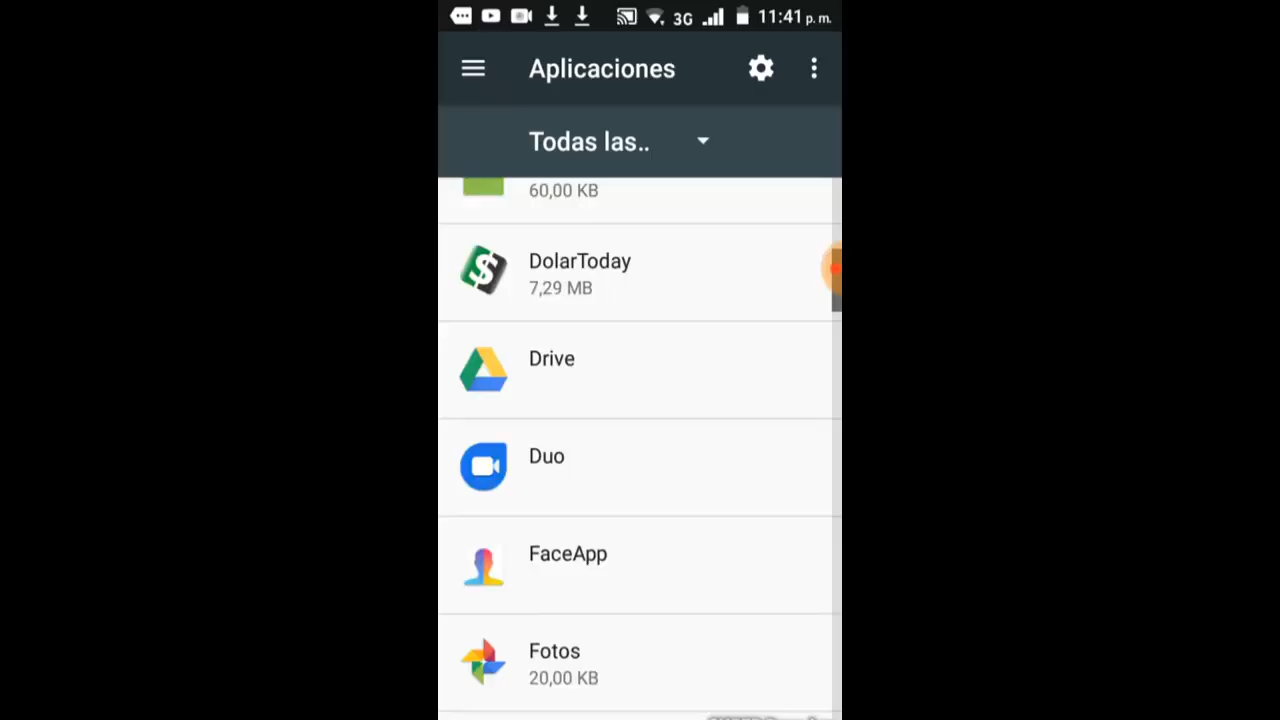 3G 11:41 p. m.
Aplicaciones
Todas las..
60,00 KB
DolarToday
7,29 MB
Drive
Duo
FaceApp
Fotos
20,00 KB